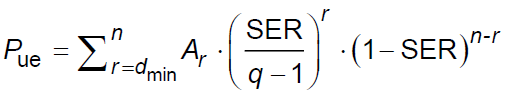 P_ue = ∑_{r=d_min}^{n} A_r · (SER / (q − 1))^r · (1 − SER)^{n-r}